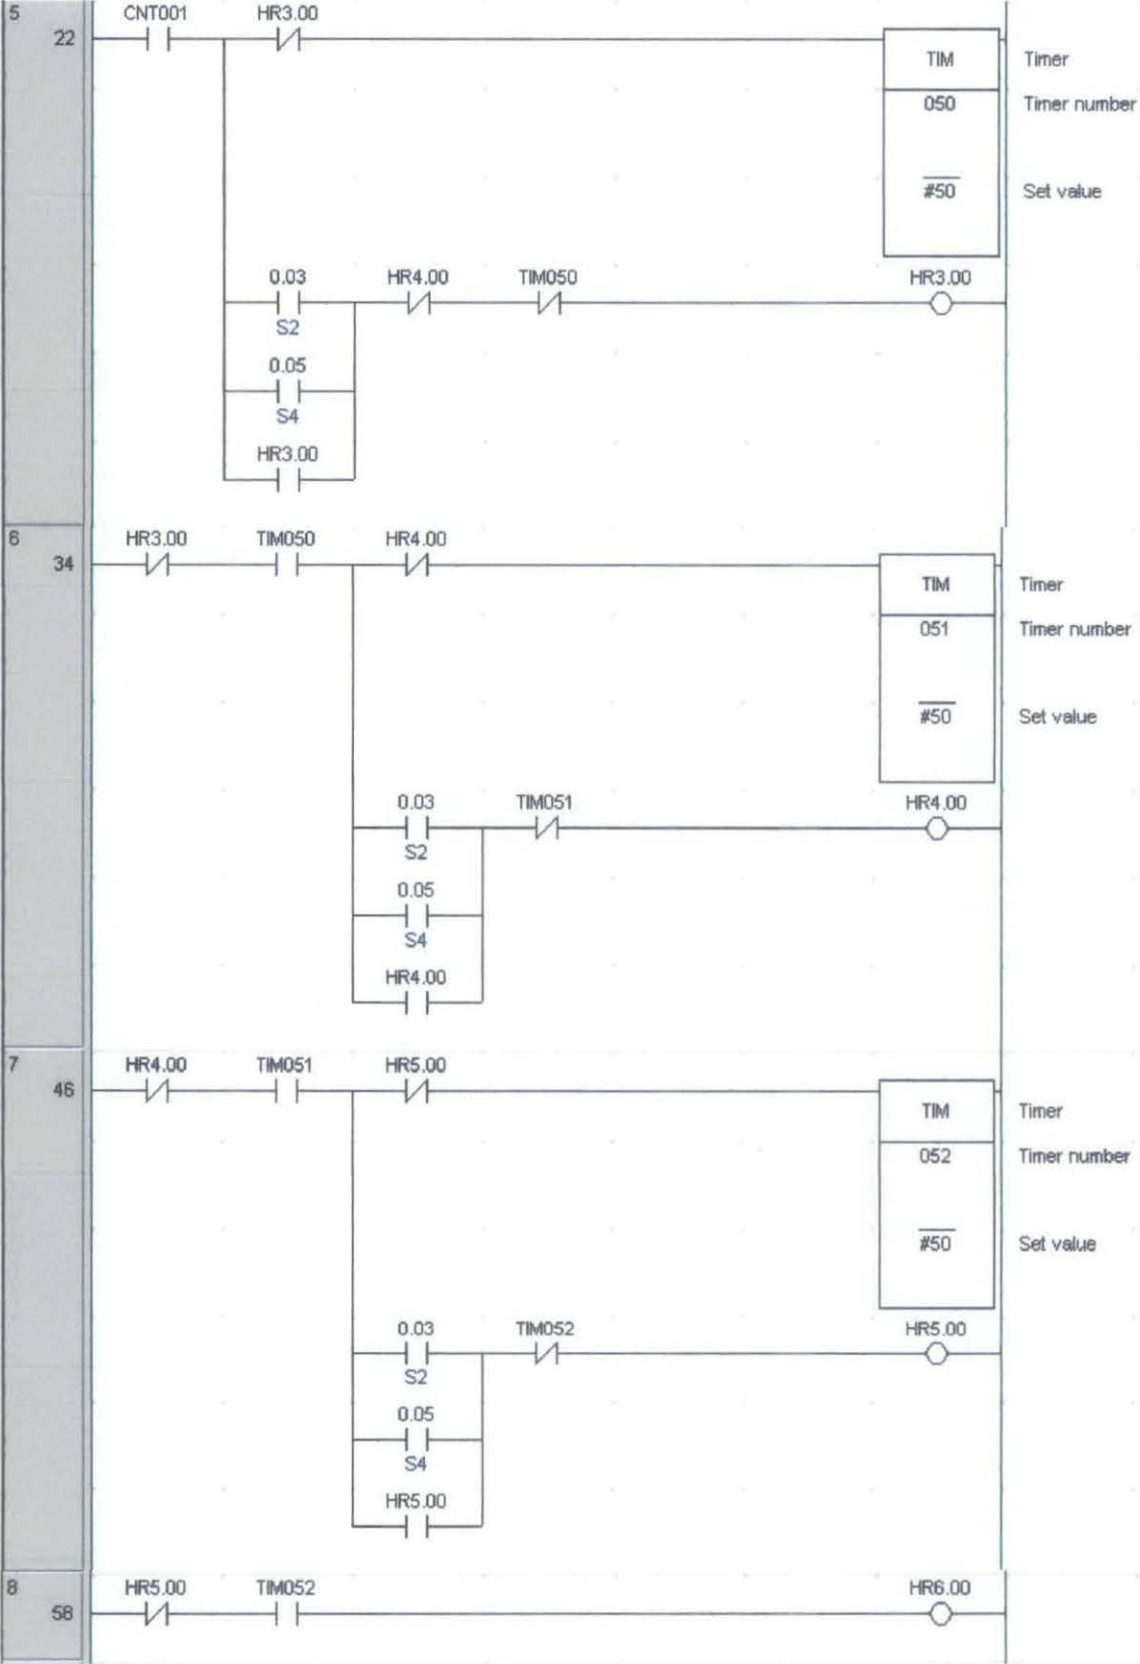 5
CNT001 HR3.00
22
TIM Timer
050 Timer number
#50 Set value
0.03 HR4.00 TIM050 HR3.00
S2
0.05
S4
HR3.00
6
HR3.00 TIM050 HR4.00
34
TIM Timer
051 Timer number
#50 Set value
0.03 TIM051 HR4.00
S2
0.05
S4
HR4.00
7
HR4.00 TIM051 HR5.00
46
TIM Timer
052 Timer number
#50 Set value
0.03 TIM052 HR5.00
S2
0.05
S4
HR5.00
8
HR5.00 TIM052 HR6.00
58